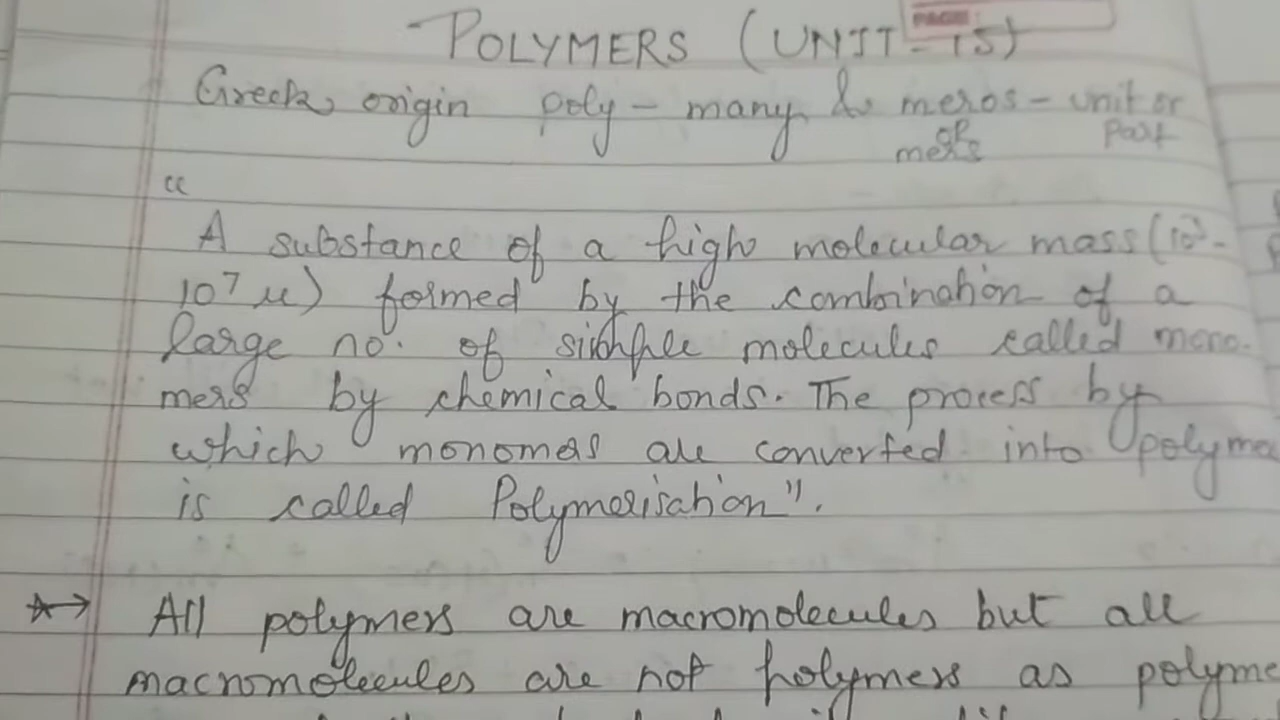 POLYMERS (UNIT-15)
PAGE
Greek origin poly - many & meros - unit or
or mers part
"
A substance of a high molecular mass (10³-
10⁷ u) formed by the combination of a
large no. of simple molecules called mono-
mers by chemical bonds. The process by
which monomers are converted into polyme
is called Polymerisation".
→ All polymers are macromolecules but all
macromolecules are not polymers as polyme